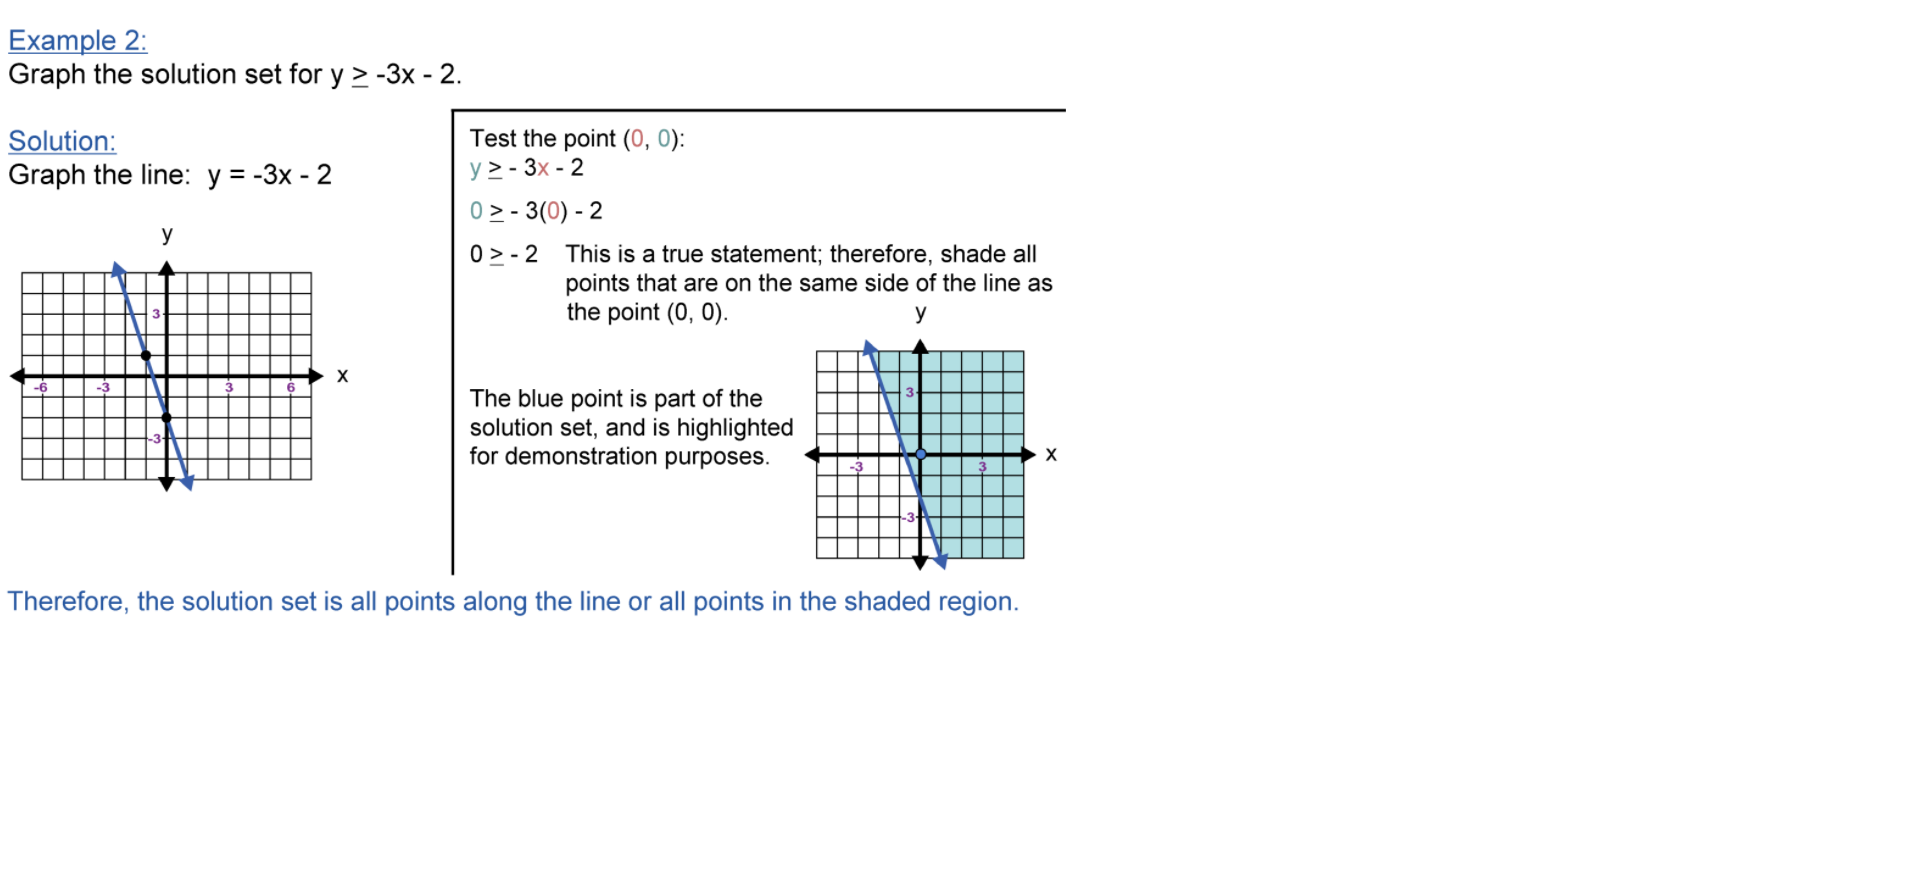 Example 2:
Graph the solution set for y ≥ -3x - 2.
Solution:
Graph the line:  y = -3x - 2
y
3
-6 -3 3 6
x
-3
Test the point (0, 0):
y ≥ - 3x - 2
0 ≥ - 3(0) - 2
0 ≥ - 2 This is a true statement; therefore, shade all
points that are on the same side of the line as
the point (0, 0).
The blue point is part of the
solution set, and is highlighted
for demonstration purposes.
y
3
-3 3
x
-3
Therefore, the solution set is all points along the line or all points in the shaded region.